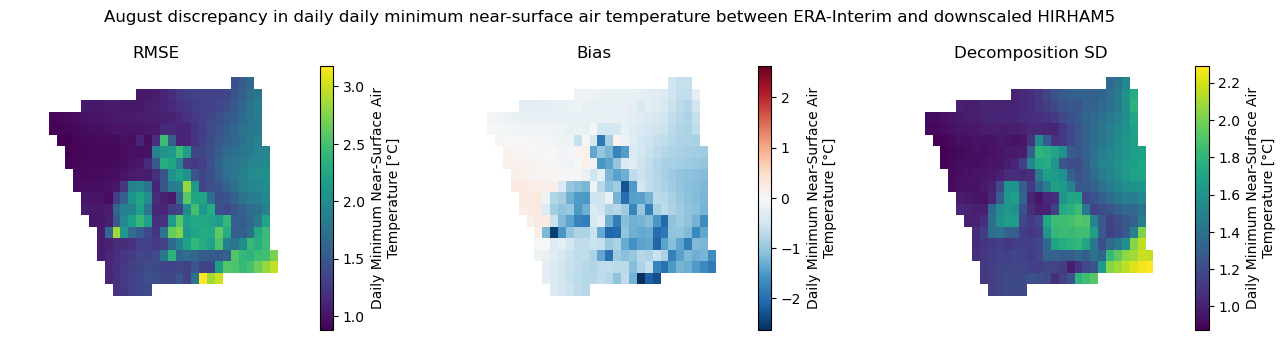 August discrepancy in daily daily minimum near-surface air temperature between ERA-Interim and downscaled HIRHAM5
RMSE
3.0
2.5
2.0
1.5
1.0
Daily Minimum Near-Surface Air
Temperature [°C]
Bias
2
1
0
−1
−2
Daily Minimum Near-Surface Air
Temperature [°C]
Decomposition SD
2.2
2.0
1.8
1.6
1.4
1.2
1.0
Daily Minimum Near-Surface Air
Temperature [°C]